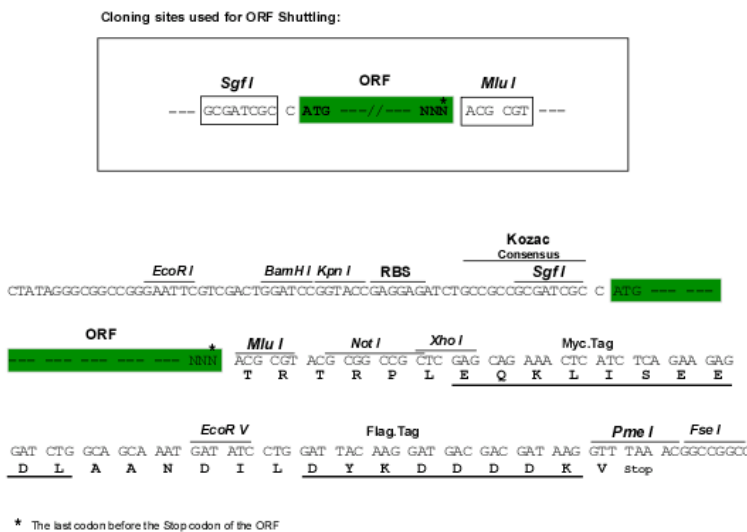 Cloning sites used for ORF Shuttling:
Sgf I ORF Mlu I
*
--- GCGATCGC C ATG ---//--- NNN ACG CGT ---
Kozac
Consensus
EcoR I BamH I Kpn I RBS Sgf I
CTATAGGGCGGCCGGGAATTCGTCGACTGGATCCGGTACCGAGGAGATCTGCCGCCGCGATCGC C ATG --- ---
ORF
* Mlu I Not I Xho I Myc.Tag
--- --- --- --- --- --- NNN ACG CGT ACG CGG CCG CTC GAG CAG AAA CTC ATC TCA GAA GAG
T R T R P L E Q K L I S E E
EcoR V Flag.Tag Pme I Fse I
GAT CTG GCA GCA AAT GAT ATC CTG GAT TAC AAG GAT GAC GAC GAT AAG GTT TAA ACGGCCGGCC
D L A A N D I L D Y K D D D D K V Stop
* The last codon before the Stop codon of the ORF